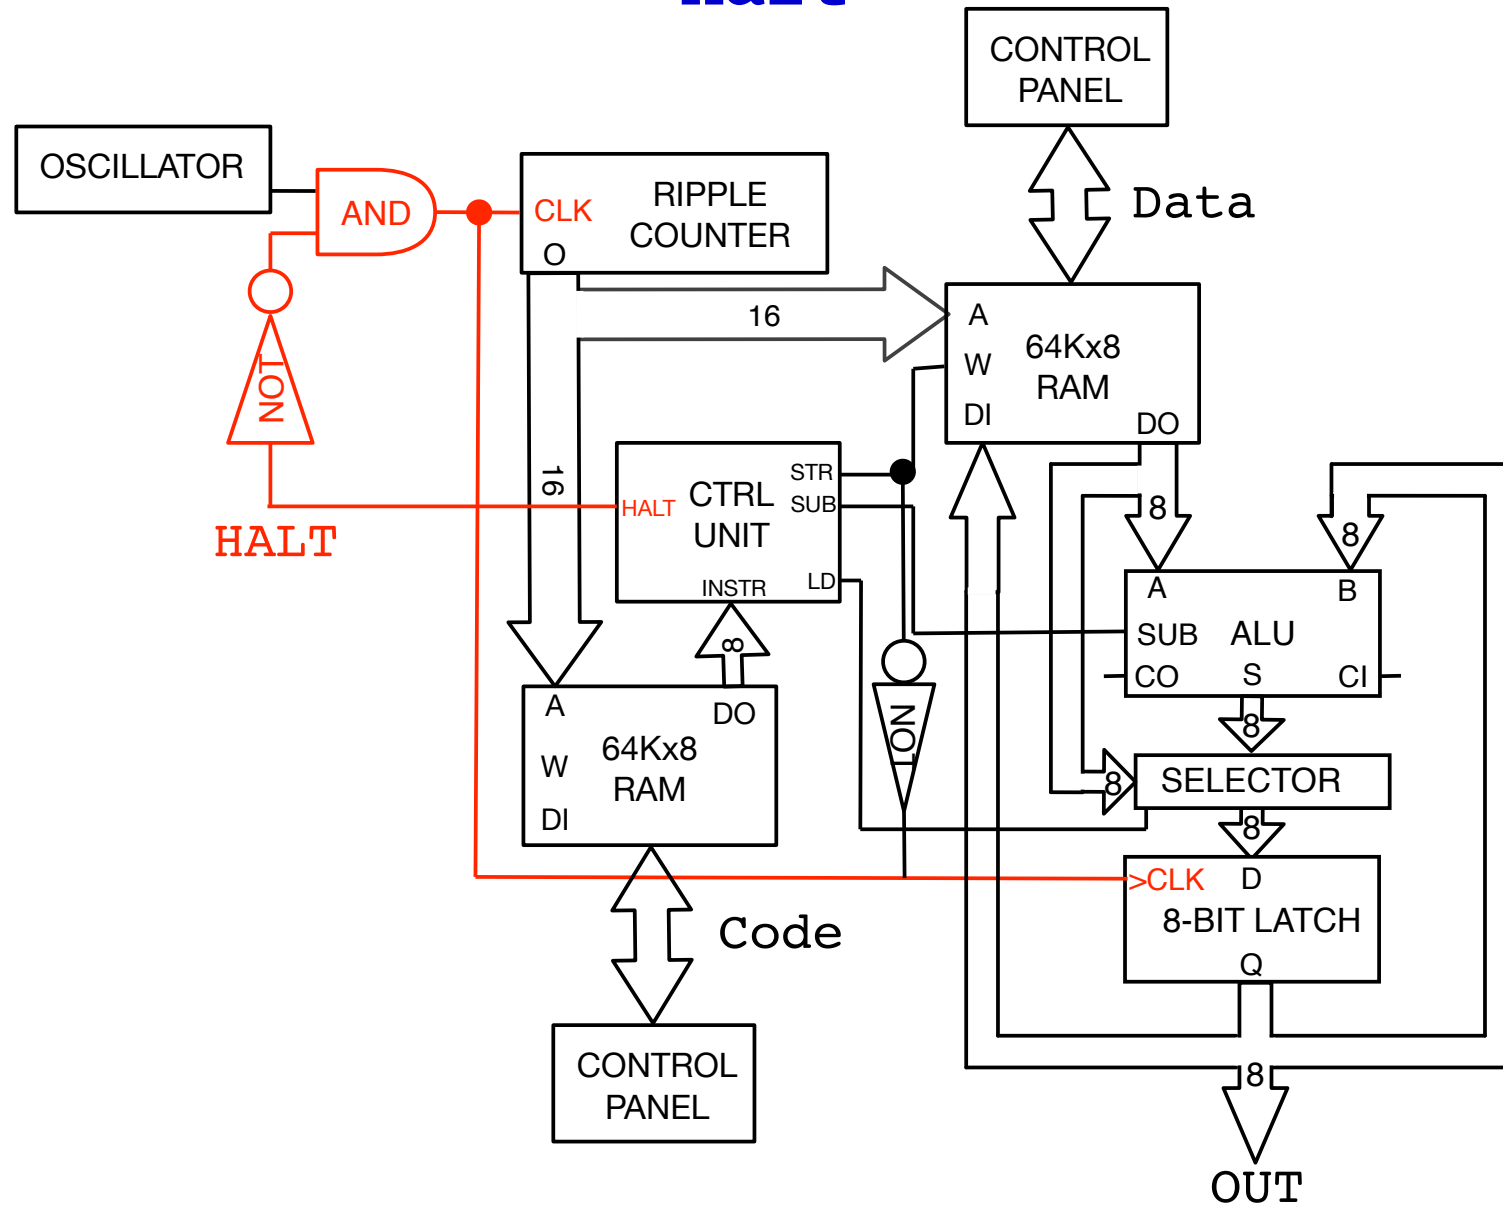 Halt
CONTROL
PANEL
OSCILLATOR
AND
CLK
RIPPLE
COUNTER
O
Data
16
A
W
DI
64Kx8
RAM
DO
NOT
16
HALT
HALT
CTRL
UNIT
STR
SUB
LD
INSTR
8
8
8
A
B
SUB
ALU
CO
S
CI
A
DO
W
64Kx8
RAM
DI
NOT
8
8
SELECTOR
8
>CLK
D
8-BIT LATCH
Q
Code
CONTROL
PANEL
8
OUT